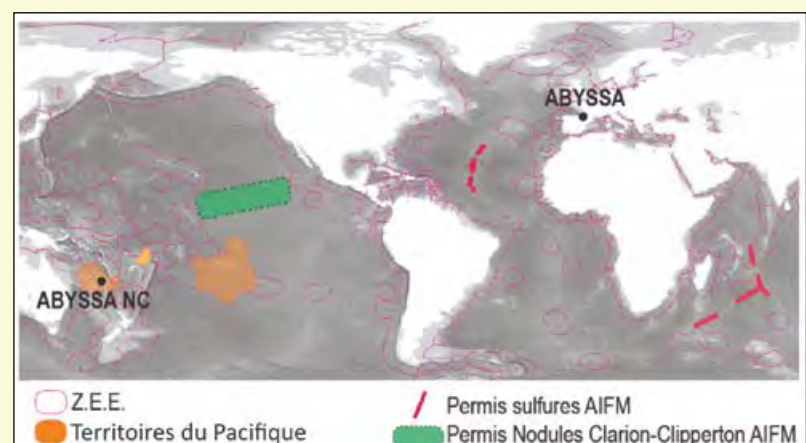 ABYSSA
ABYSSA NC
Z.E.E.
Permis sulfures AIFM
Territoires du Pacifique
Permis Nodules Clarion-Clipperton AIFM